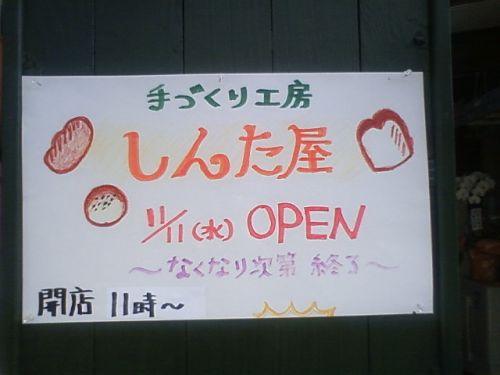 手づくり工房
しんた屋
11/11(水) OPEN
～なくなり次第 終了～
開店 11時～